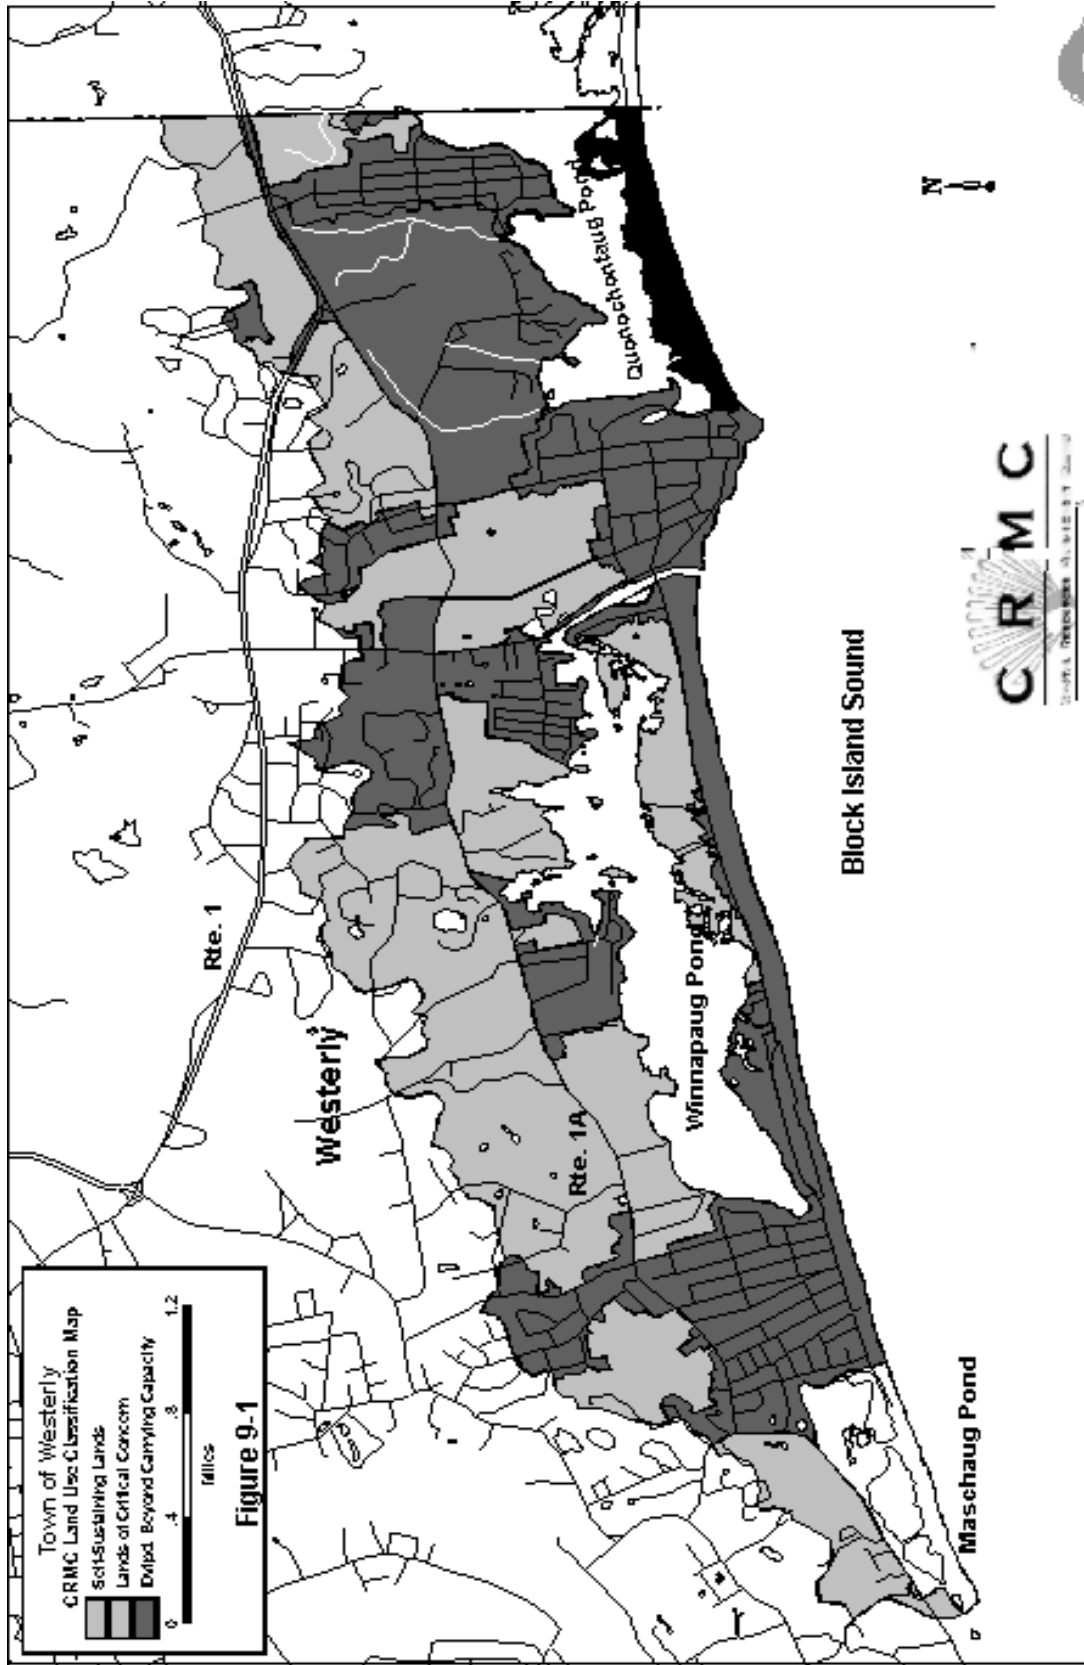 Town of Westerly
CRMC Land Use Classification Map
Self-Sustaining Lands
Lands of Critical Concern
Dvlpd. Beyond Carrying Capacity
0 .4 .8 1.2
Miles
Figure 9-1
Rte. 1
Westerly
Rte. 1A
Winnapaug Pond
Quonochontaug Pond
Block Island Sound
Maschaug Pond
N
C R M C